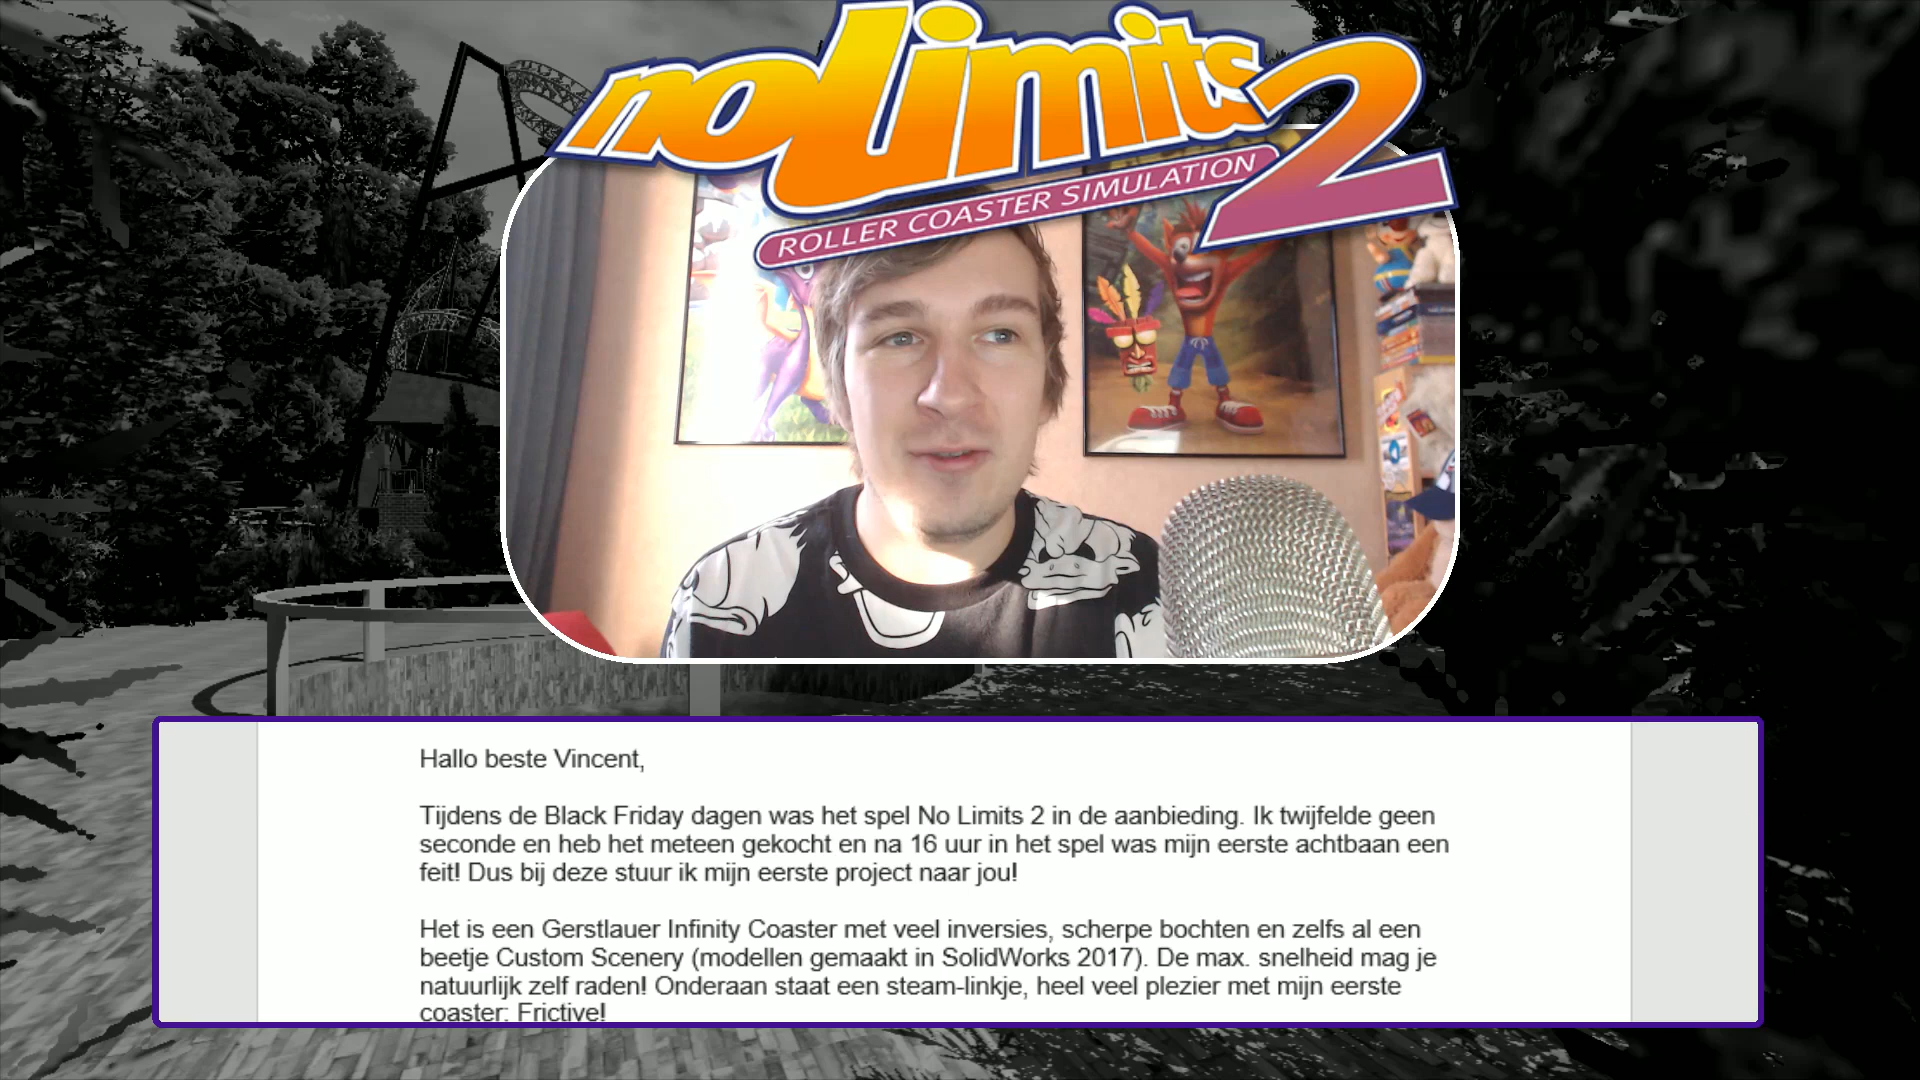 noLimits 2
ROLLER COASTER SIMULATION
Hallo beste Vincent,
Tijdens de Black Friday dagen was het spel No Limits 2 in de aanbieding. Ik twijfelde geen
seconde en heb het meteen gekocht en na 16 uur in het spel was mijn eerste achtbaan een
feit! Dus bij deze stuur ik mijn eerste project naar jou!
Het is een Gerstlauer Infinity Coaster met veel inversies, scherpe bochten en zelfs al een
beetje Custom Scenery (modellen gemaakt in SolidWorks 2017). De max. snelheid mag je
natuurlijk zelf raden! Onderaan staat een steam-linkje, heel veel plezier met mijn eerste
coaster: Frictive!